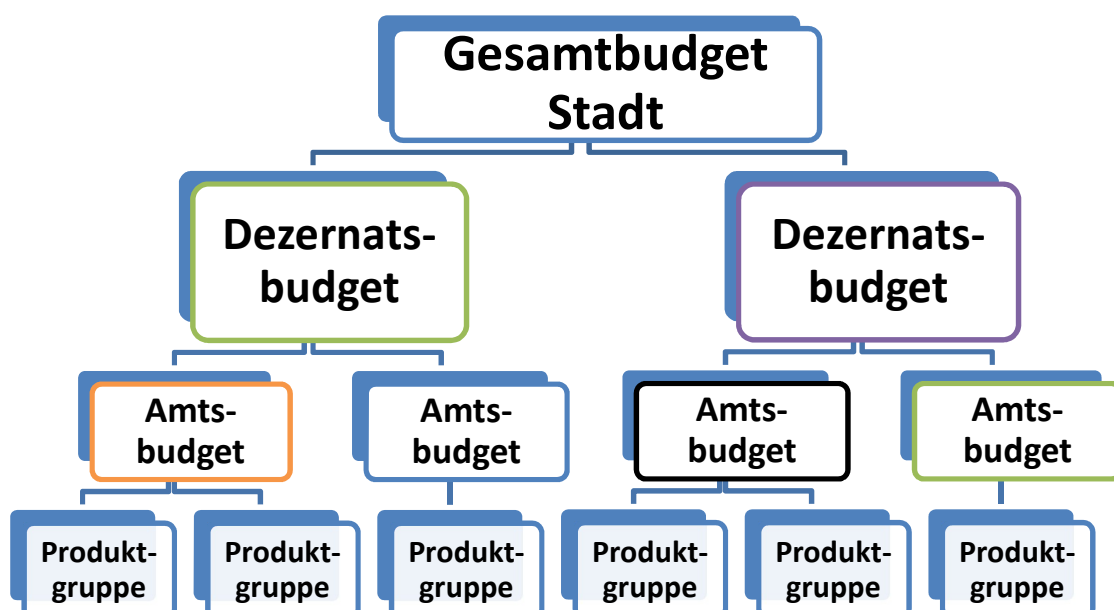 Gesamtbudget
Stadt
Dezernats-
budget
Dezernats-
budget
Amts-
budget
Amts-
budget
Amts-
budget
Amts-
budget
Produkt-
gruppe
Produkt-
gruppe
Produkt-
gruppe
Produkt-
gruppe
Produkt-
gruppe
Produkt-
gruppe